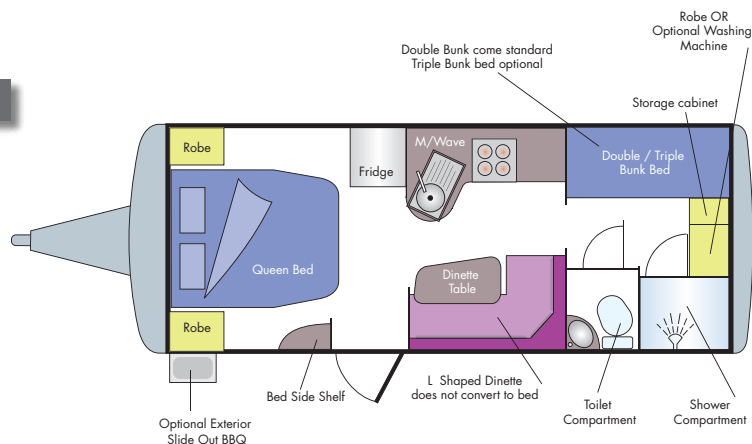 Robe OR
Optional Washing
Machine
Double Bunk come standard
Triple Bunk bed optional
Storage cabinet
Robe
M/Wave
Fridge
Double / Triple
Bunk Bed
Queen Bed
Dinette
Table
Robe
Bed Side Shelf
L Shaped Dinette
does not convert to bed
Optional Exterior
Slide Out BBQ
Toilet
Compartment
Shower
Compartment